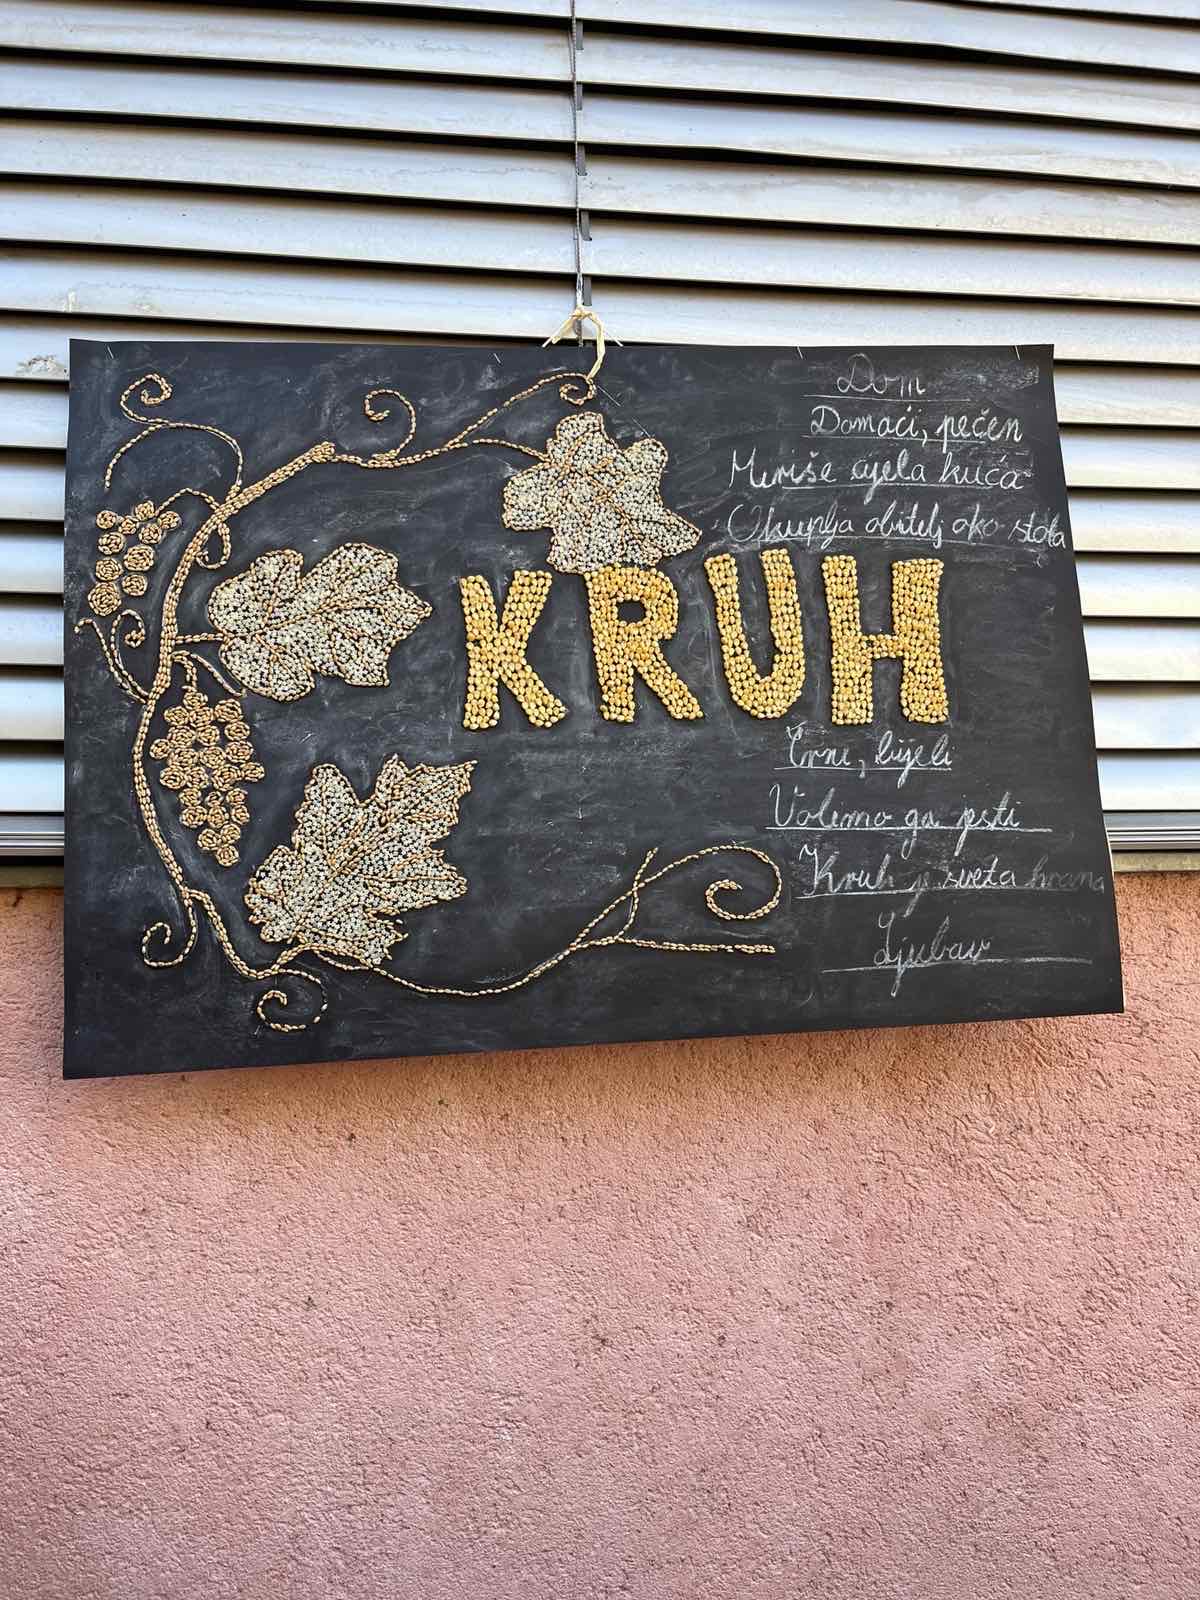 Dom
Domaći, pečen
Miriše cijela kuća
Okuplja obitelj oko stola
KRUH
Crni, bijeli
Volimo ga jesti
Kruh je sveta hrana
Ljubav